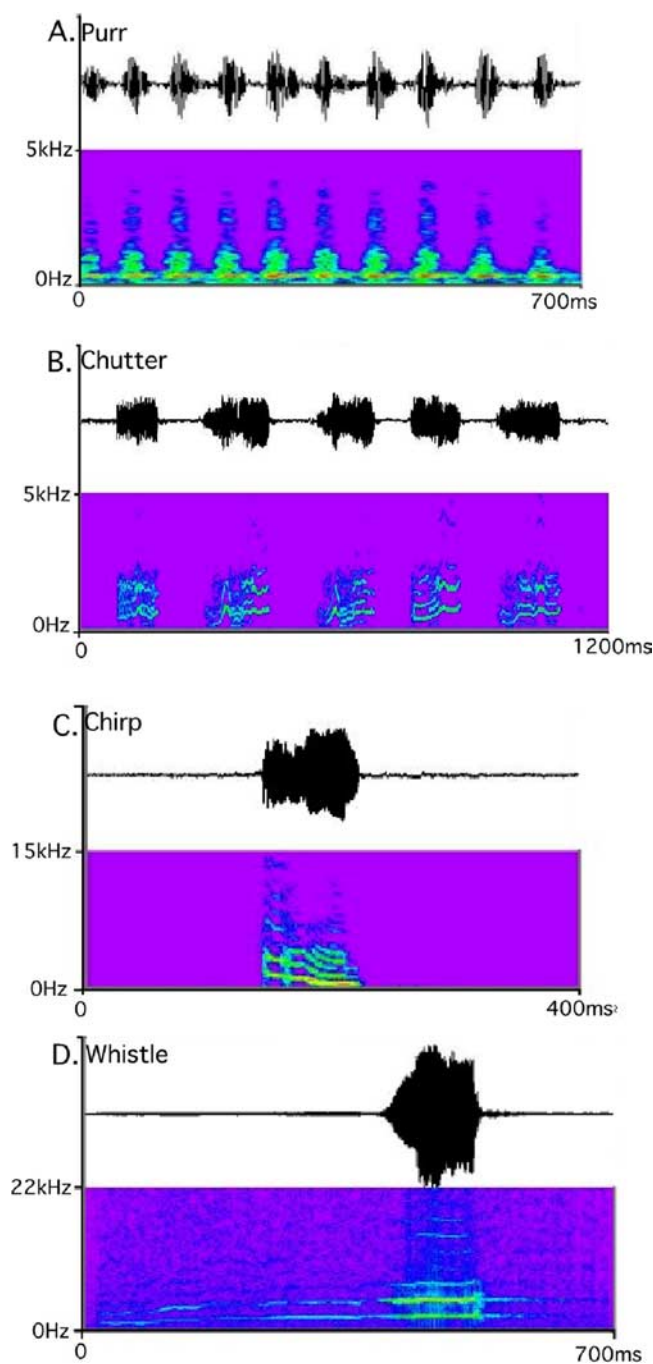 A. Purr
5kHz
0Hz
0 700ms
B. Chutter
5kHz
0Hz
0 1200ms
C. Chirp
15kHz
0Hz
0 400ms
D. Whistle
22kHz
0Hz
0 700ms